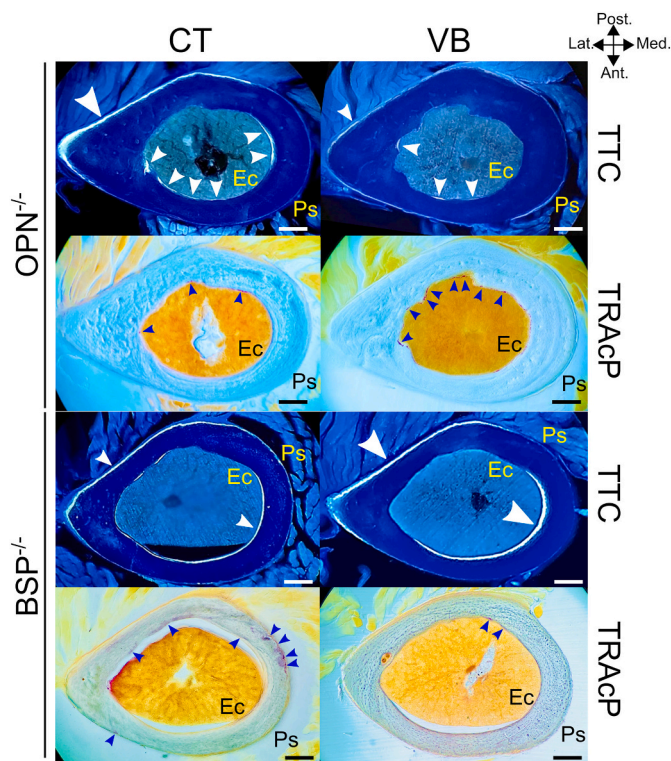 CT
VB
Post.
Lat.
Med.
Ant.
OPN-/-
Ec
Ps
Ec
Ps
TTC
Ec
Ps
Ec
Ps
TRAcP
BSP-/-
Ec
Ps
Ec
Ps
TTC
Ec
Ps
Ec
Ps
TRAcP